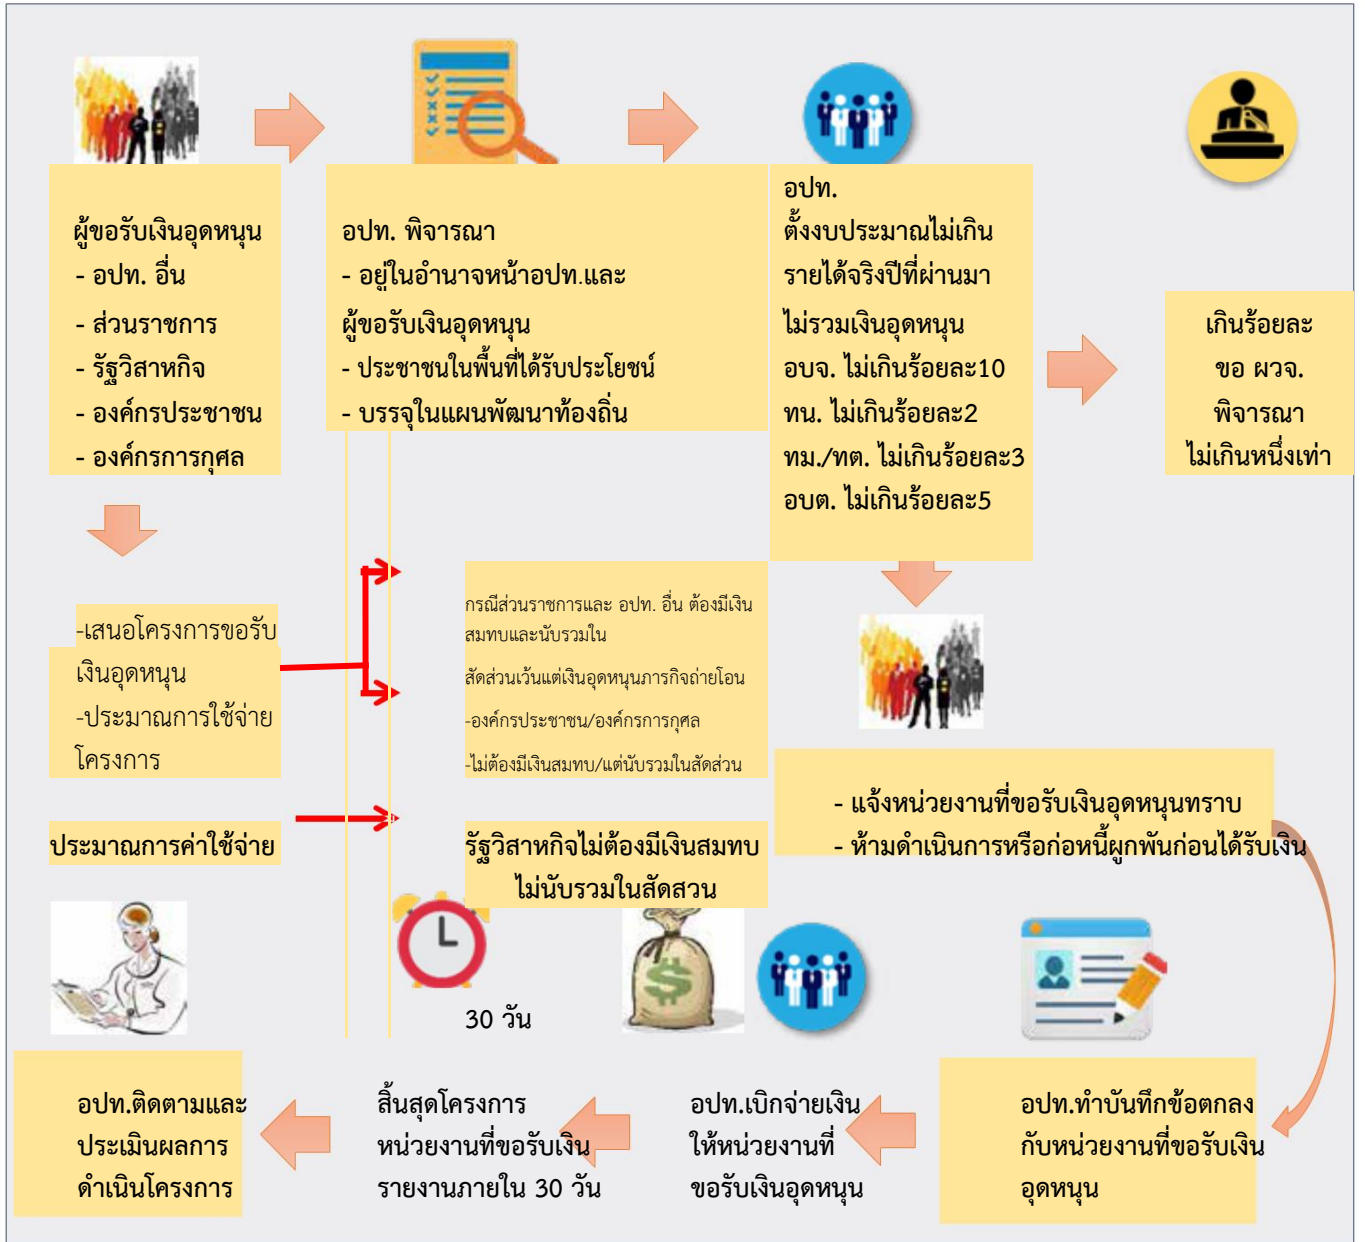 ผู้ขอรับเงินอุดหนุน
- อปท. อื่น
- ส่วนราชการ
- รัฐวิสาหกิจ
- องค์กรประชาชน
- องค์กรการกุศล
อปท. พิจารณา
- อยู่ในอำนาจหน้าอปท.และ
ผู้ขอรับเงินอุดหนุน
- ประชาชนในพื้นที่ได้รับประโยชน์
- บรรจุในแผนพัฒนาท้องถิ่น
อปท.
ตั้งงบประมาณไม่เกิน
รายได้จริงปีที่ผ่านมา
ไม่รวมเงินอุดหนุน
อบจ. ไม่เกินร้อยละ10
ทน. ไม่เกินร้อยละ2
ทม./ทต. ไม่เกินร้อยละ3
อบต. ไม่เกินร้อยละ5
เกินร้อยละ
ขอ ผวจ.
พิจารณา
ไม่เกินหนึ่งเท่า
-เสนอโครงการขอรับ
เงินอุดหนุน
-ประมาณการใช้จ่าย
โครงการ
กรณีส่วนราชการและ อปท. อื่น ต้องมีเงิน
สมทบและนับรวมใน
สัดส่วนเว้นแต่เงินอุดหนุนภารกิจถ่ายโอน
-องค์กรประชาชน/องค์กรการกุศล
-ไม่ต้องมีเงินสมทบ/แต่นับรวมในสัดส่วน
ประมาณการค่าใช้จ่าย
รัฐวิสาหกิจไม่ต้องมีเงินสมทบ
ไม่นับรวมในสัดสวน
- แจ้งหน่วยงานที่ขอรับเงินอุดหนุนทราบ
- ห้ามดำเนินการหรือก่อหนี้ผูกพันก่อนได้รับเงิน
30 วัน
อปท.ติดตามและ
ประเมินผลการ
ดำเนินโครงการ
สิ้นสุดโครงการ
หน่วยงานที่ขอรับเงิน
รายงานภายใน 30 วัน
อปท.เบิกจ่ายเงิน
ให้หน่วยงานที่
ขอรับเงินอุดหนุน
อปท.ทำบันทึกข้อตกลง
กับหน่วยงานที่ขอรับเงิน
อุดหนุน